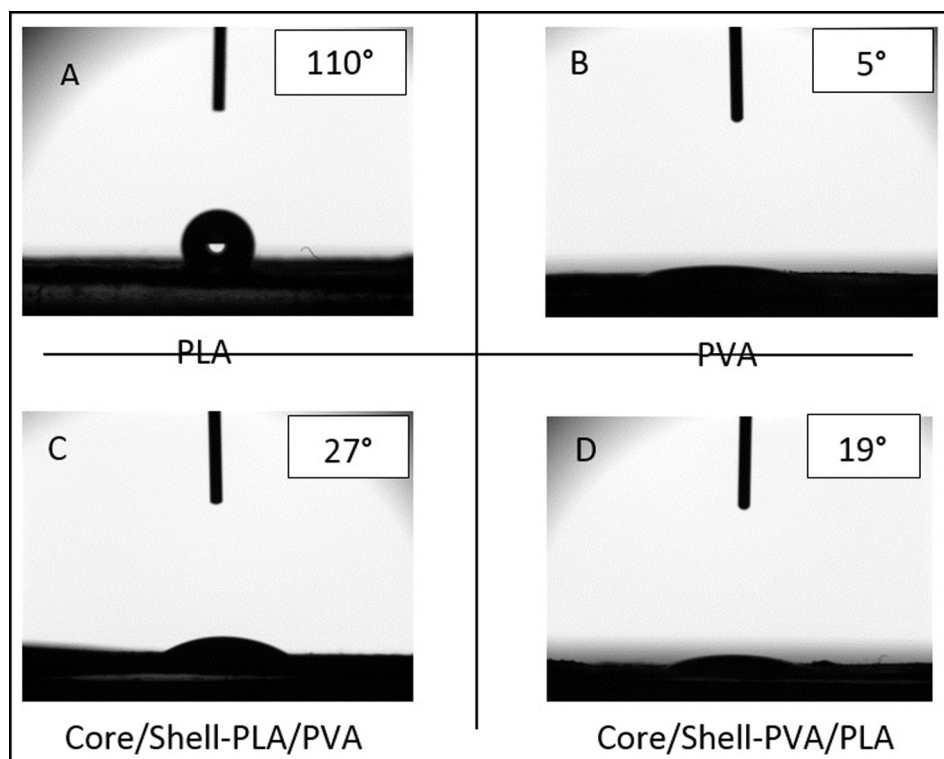 A
110°
B
5°
PLA
PVA
C
27°
D
19°
Core/Shell-PLA/PVA
Core/Shell-PVA/PLA